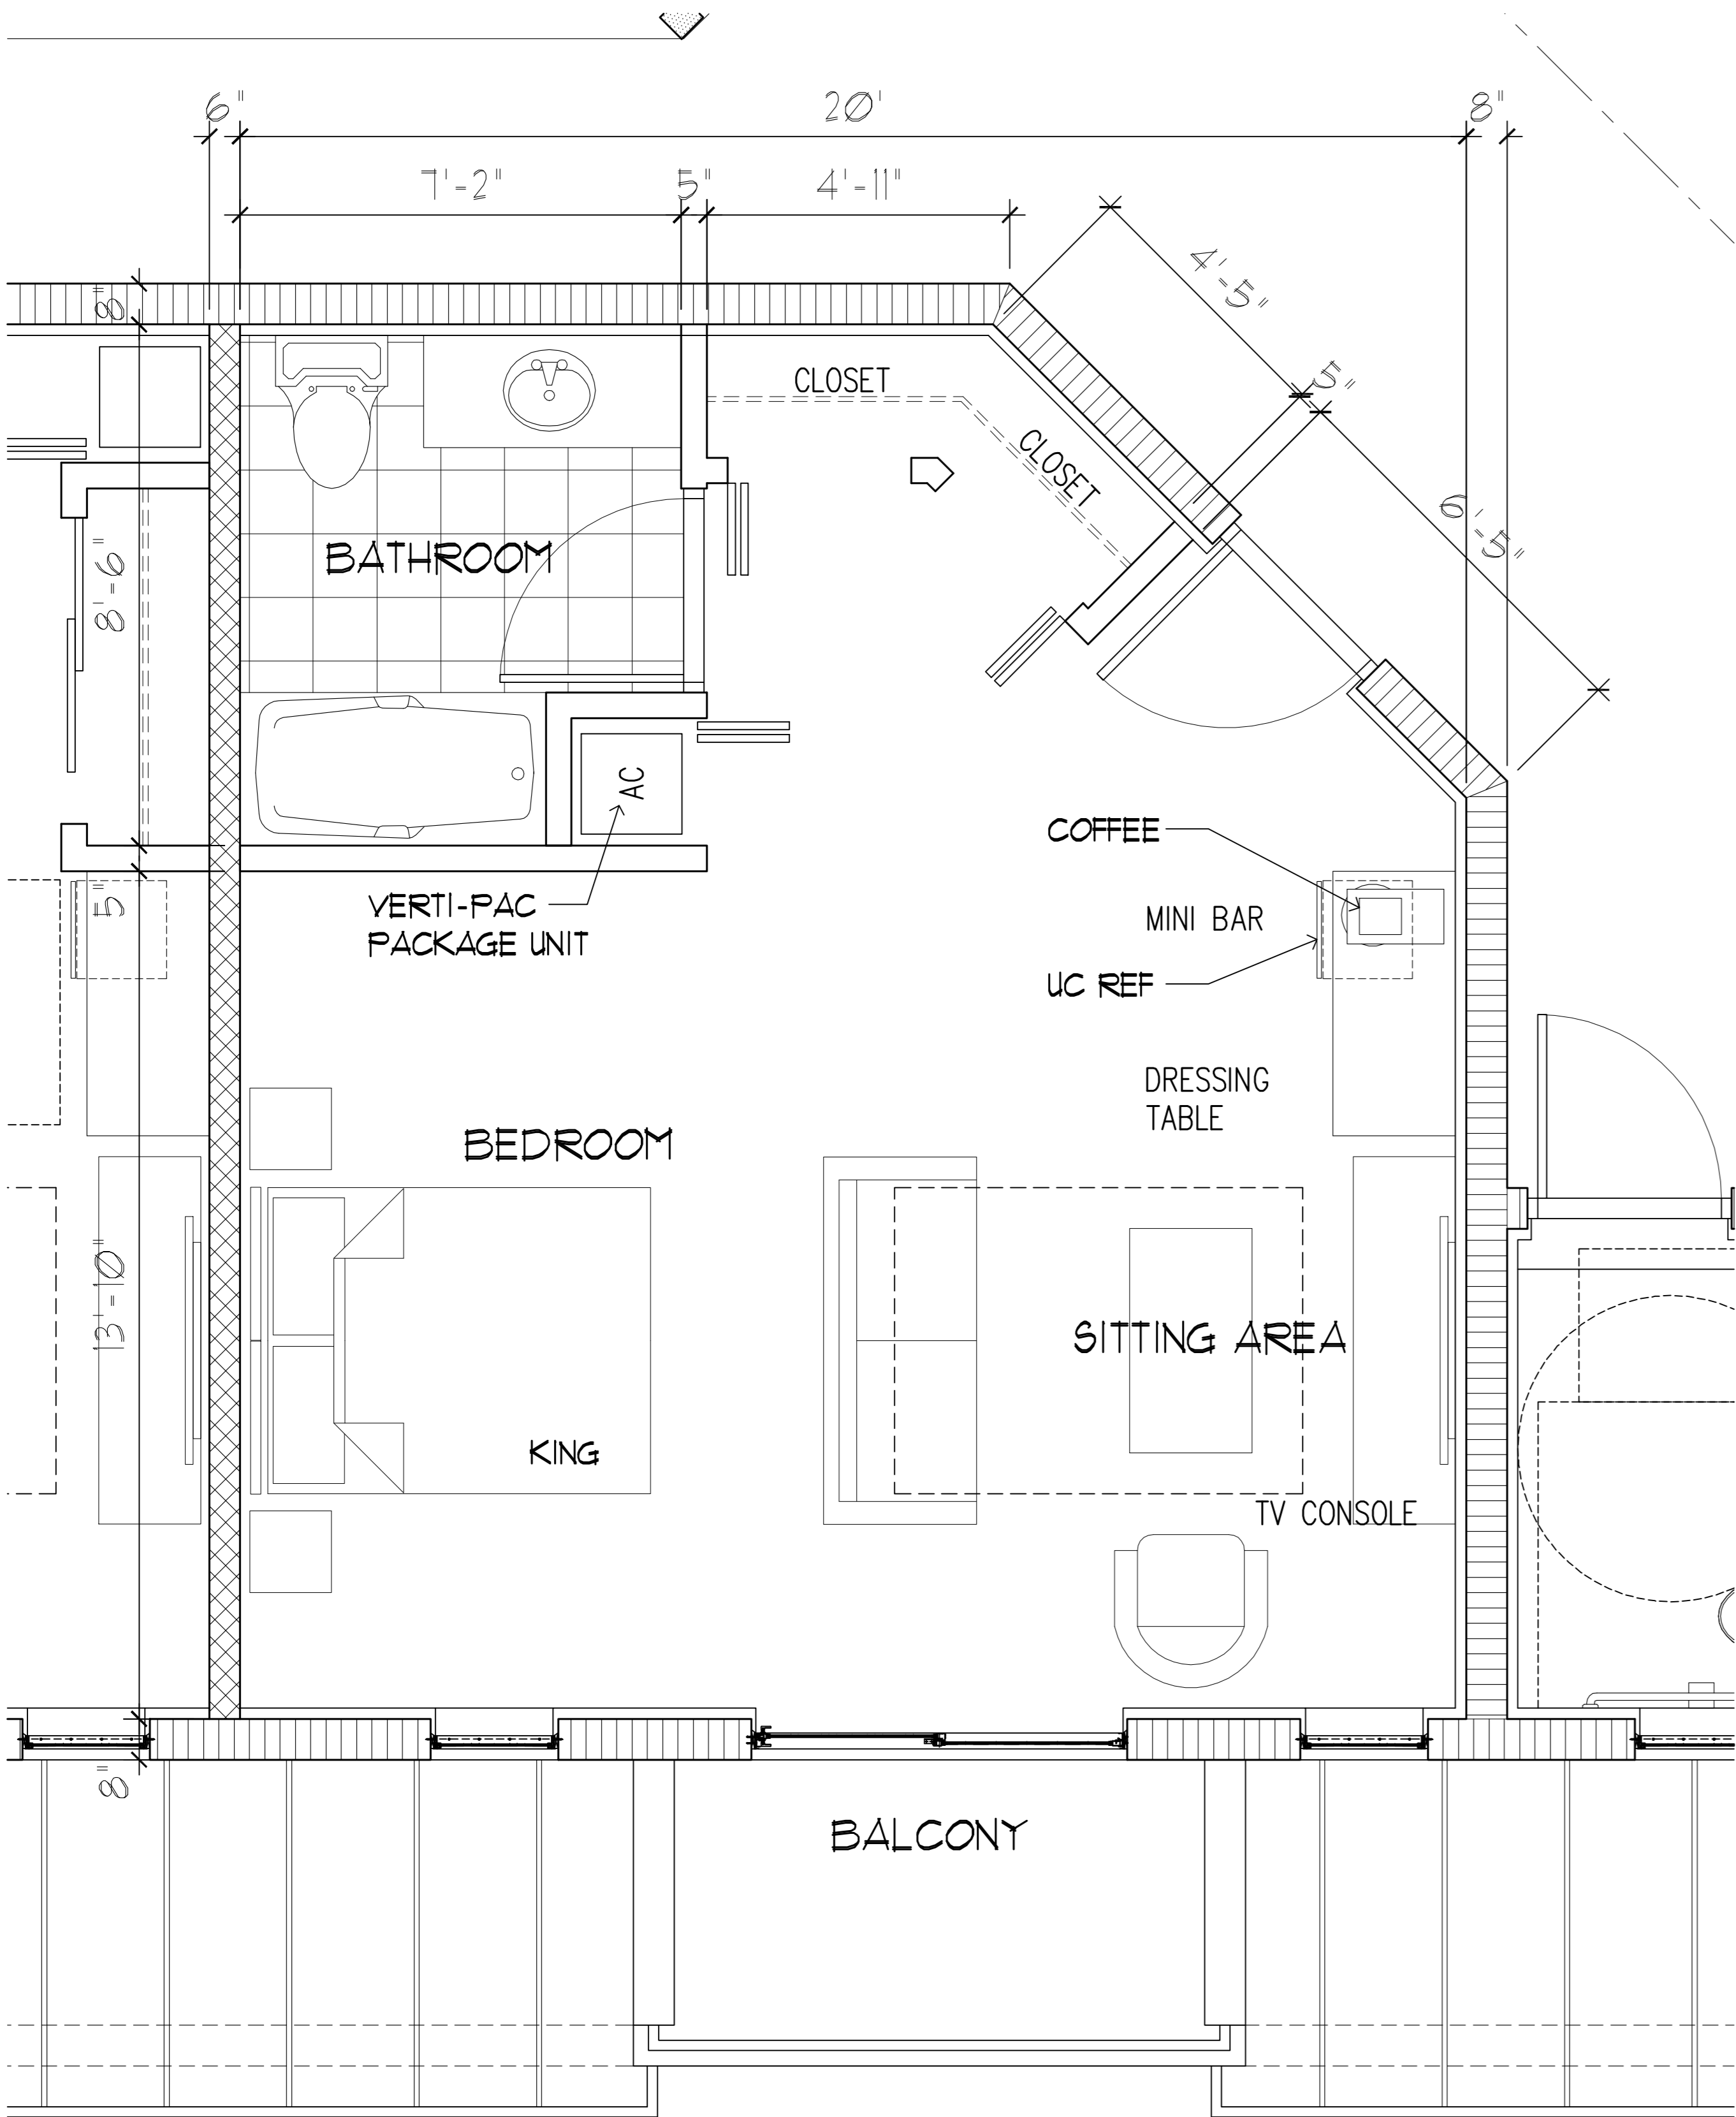 6" 20' 8"
7'-2" 5" 4'-11"
4'-5"
5"
6'-5"
8"
8'-6"
5"
13'-10"
8"
CLOSET
CLOSET
BATHROOM
AC
VERTI-PAC
PACKAGE UNIT
COFFEE
MINI BAR
UC REF
DRESSING
TABLE
BEDROOM
KING
SITTING AREA
TV CONSOLE
BALCONY